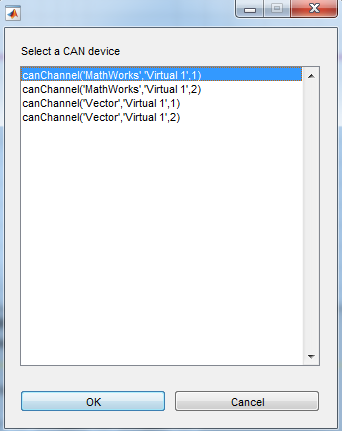 Select a CAN device
canChannel('MathWorks','Virtual 1',1)
canChannel('MathWorks','Virtual 1',2)
canChannel('Vector','Virtual 1',1)
canChannel('Vector','Virtual 1',2)
OK
Cancel